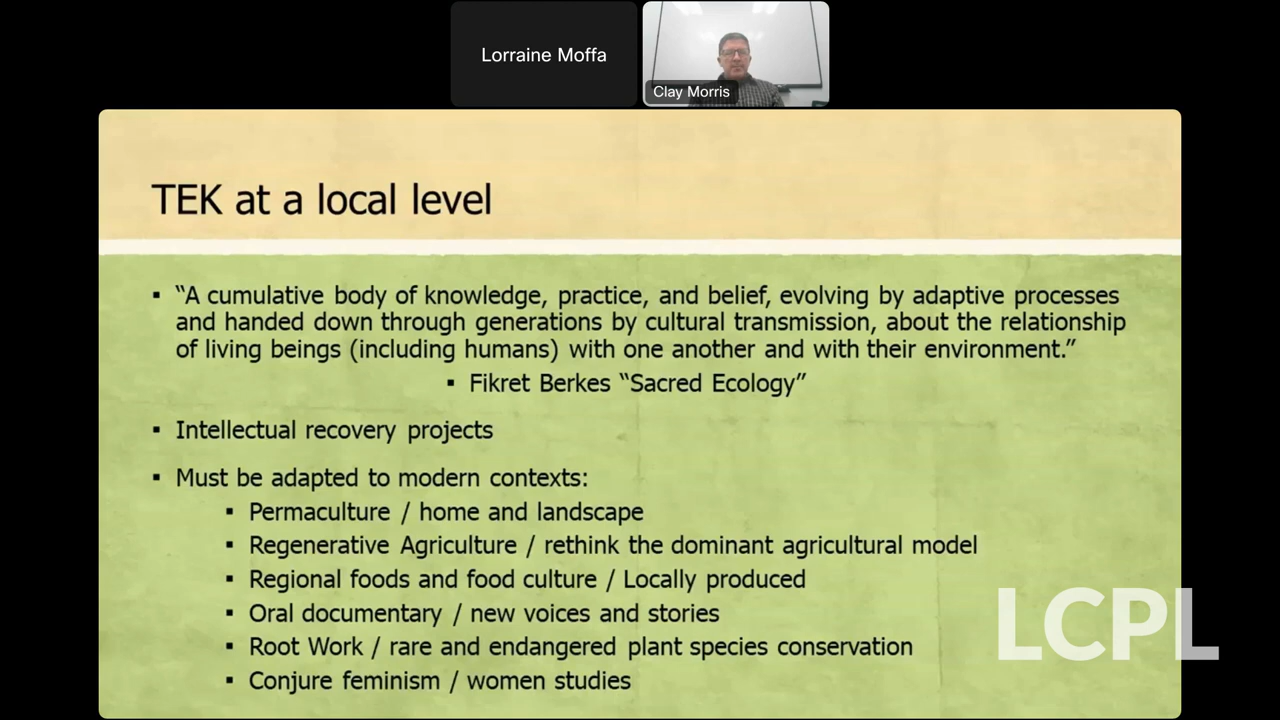 Lorraine Moffa
Clay Morris
TEK at a local level
▪ “A cumulative body of knowledge, practice, and belief, evolving by adaptive processes
and handed down through generations by cultural transmission, about the relationship
of living beings (including humans) with one another and with their environment.”
▪ Fikret Berkes “Sacred Ecology”
▪ Intellectual recovery projects
▪ Must be adapted to modern contexts:
▪ Permaculture / home and landscape
▪ Regenerative Agriculture / rethink the dominant agricultural model
▪ Regional foods and food culture / Locally produced
▪ Oral documentary / new voices and stories
▪ Root Work / rare and endangered plant species conservation
▪ Conjure feminism / women studies
LCPL